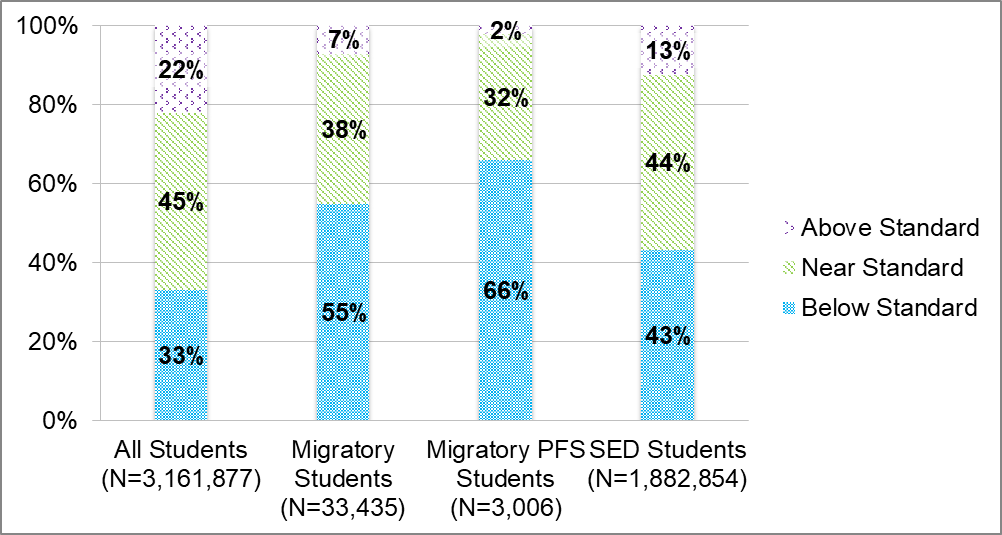 100%
80%
60%
40%
20%
0%
22%
45%
33%
7%
38%
55%
2%
32%
66%
13%
44%
43%
All Students
(N=3,161,877)
Migratory
Students
(N=33,435)
Migratory PFS
Students
(N=3,006)
SED Students
(N=1,882,854)
Above Standard
Near Standard
Below Standard